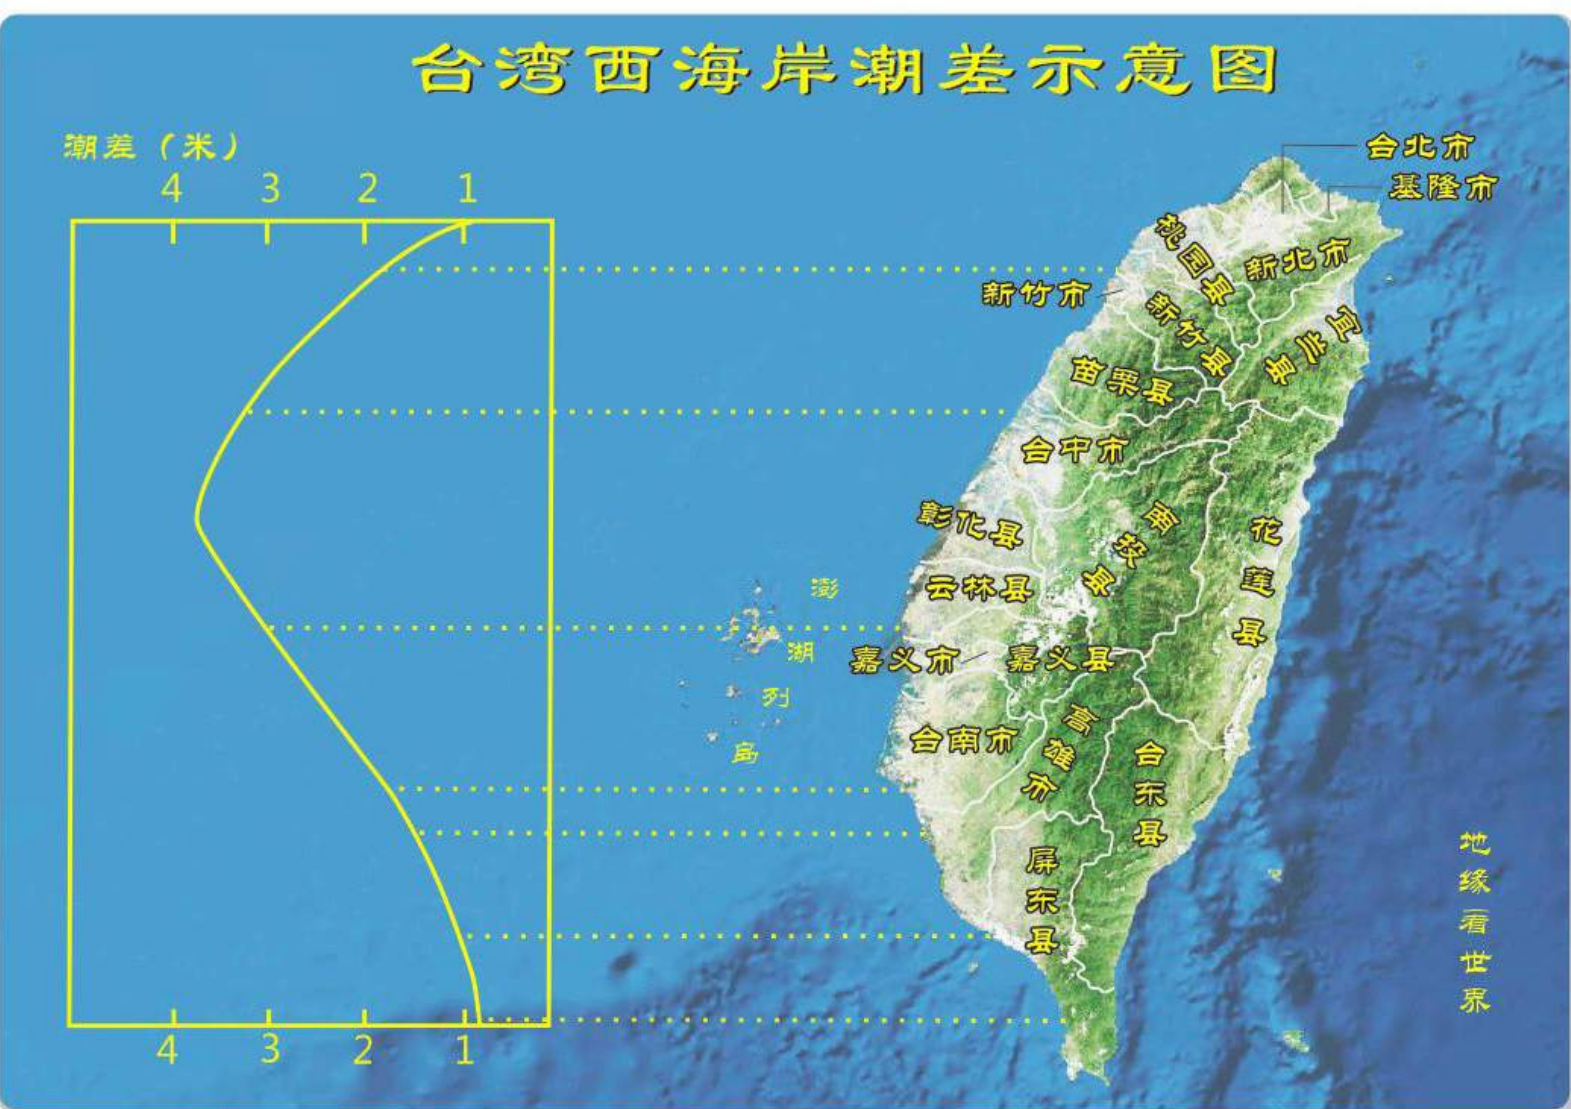 台湾西海岸潮差示意图
潮差（米）
4 3 2 1
台北市
基隆市
桃园县
新北市
新竹市
新竹县
宜兰县
苗栗县
台中市
彰化县
南投县
花莲县
云林县
澎湖列岛
嘉义市
嘉义县
台南市
高雄市
台东县
屏东县
地缘看世界
4 3 2 1